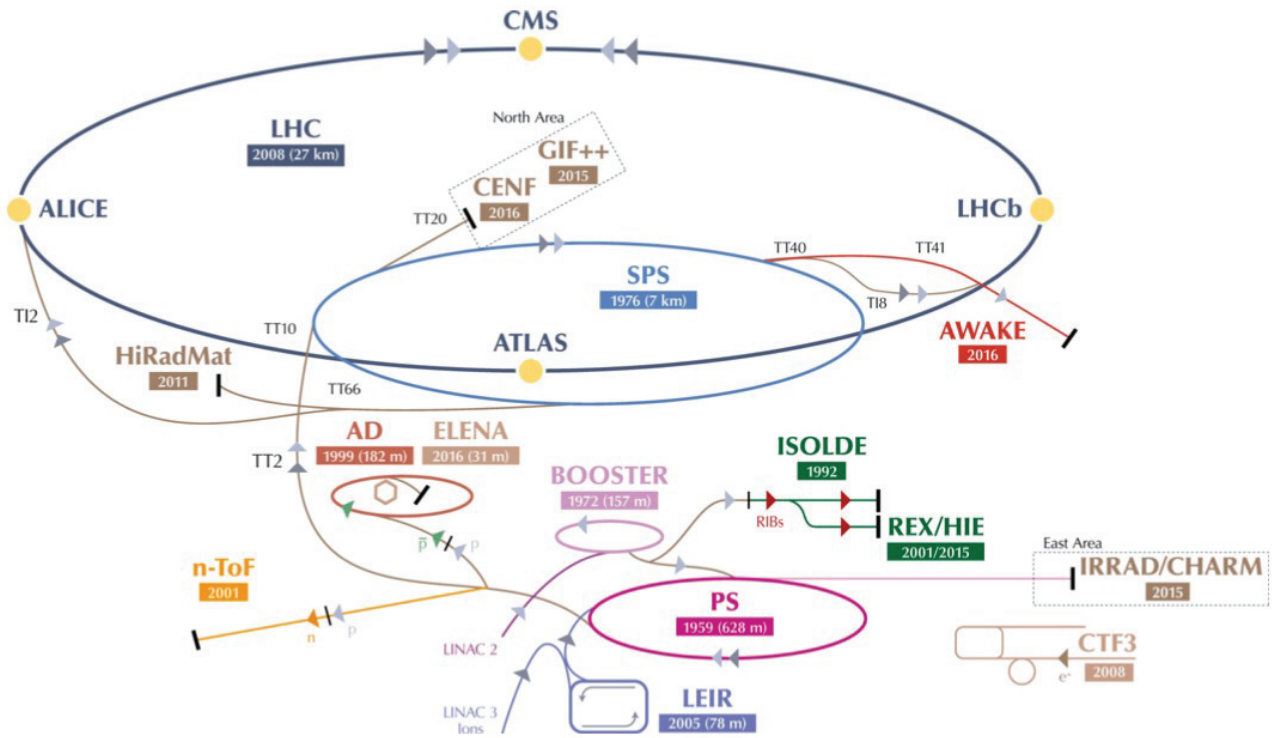 CMS
North Area
LHC
2008 (27 km)
GIF++
2015
CENF
2016
ALICE
TT20
LHCb
TT40
TT41
SPS
1976 (7 km)
TI8
TI2
TT10
AWAKE
2016
ATLAS
HiRadMat
2011
TT66
AD
1999 (182 m)
ELENA
2016 (31 m)
TT2
ISOLDE
1992
BOOSTER
1972 (157 m)
RIBs
REX/HIE
2001/2015
p̄
p
East Area
n-ToF
2001
IRRAD/CHARM
2015
PS
1959 (628 m)
n
p
LINAC 2
CTF3
2008
e⁻
LEIR
2005 (78 m)
LINAC 3
Ions